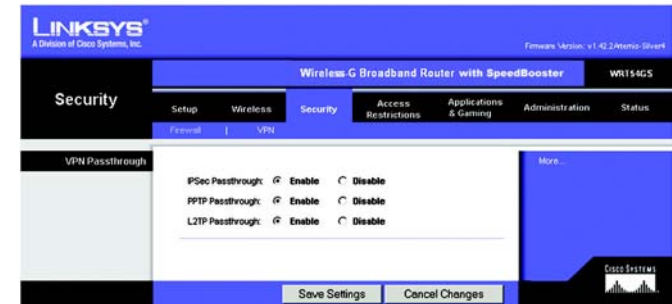 LINKSYS®
A Division of Cisco Systems, Inc.
Firmware Version: v1.42.2Artemis-Silver4
Wireless-G Broadband Router with SpeedBooster
WRT54GS
Security
Setup
Wireless
Security
Access Restrictions
Applications & Gaming
Administration
Status
Firewall | VPN
VPN Passthrough
More...
IPSec Passthrough: Enable Disable
PPTP Passthrough: Enable Disable
L2TP Passthrough: Enable Disable
Save Settings
Cancel Changes
CISCO SYSTEMS